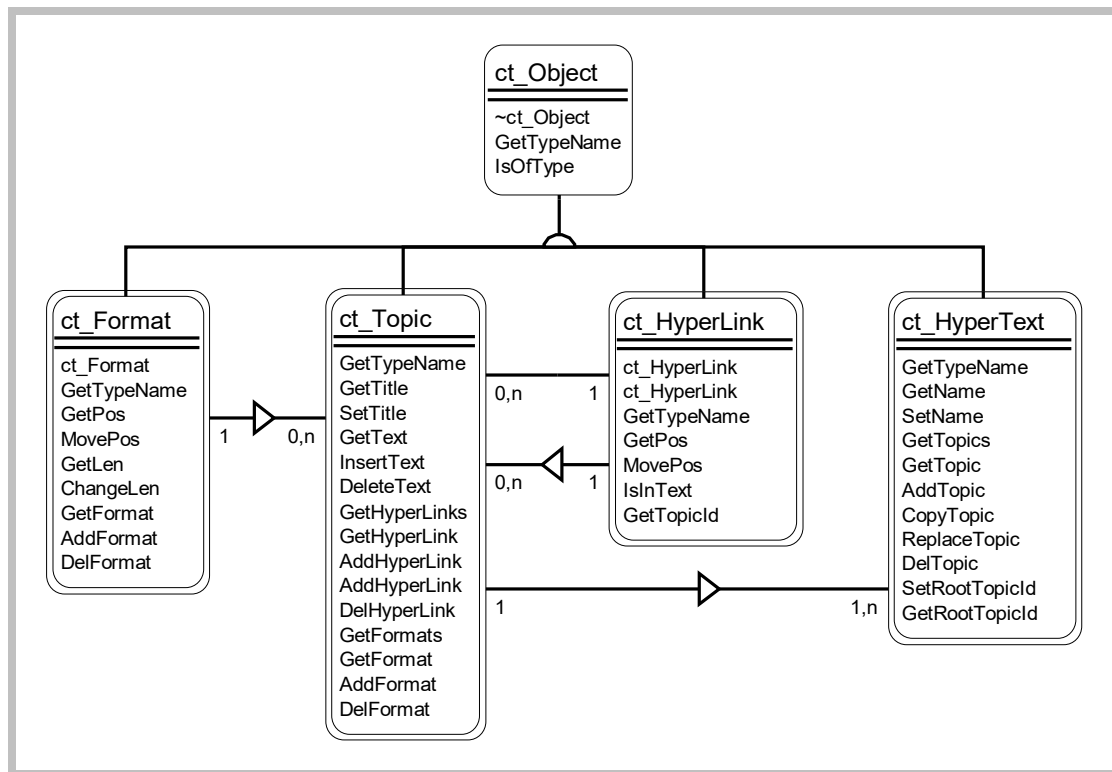 ct_Object
~ct_Object
GetTypeName
IsOfType
ct_Format
ct_Format
GetTypeName
GetPos
MovePos
GetLen
ChangeLen
GetFormat
AddFormat
DelFormat
1
0,n
ct_Topic
GetTypeName
GetTitle
SetTitle
GetText
InsertText
DeleteText
GetHyperLinks
GetHyperLink
AddHyperLink
AddHyperLink
DelHyperLink
GetFormats
GetFormat
AddFormat
DelFormat
0,n
1
0,n
1
1
1,n
ct_HyperLink
ct_HyperLink
ct_HyperLink
GetTypeName
GetPos
MovePos
IsInText
GetTopicId
ct_HyperText
GetTypeName
GetName
SetName
GetTopics
GetTopic
AddTopic
CopyTopic
ReplaceTopic
DelTopic
SetRootTopicId
GetRootTopicId